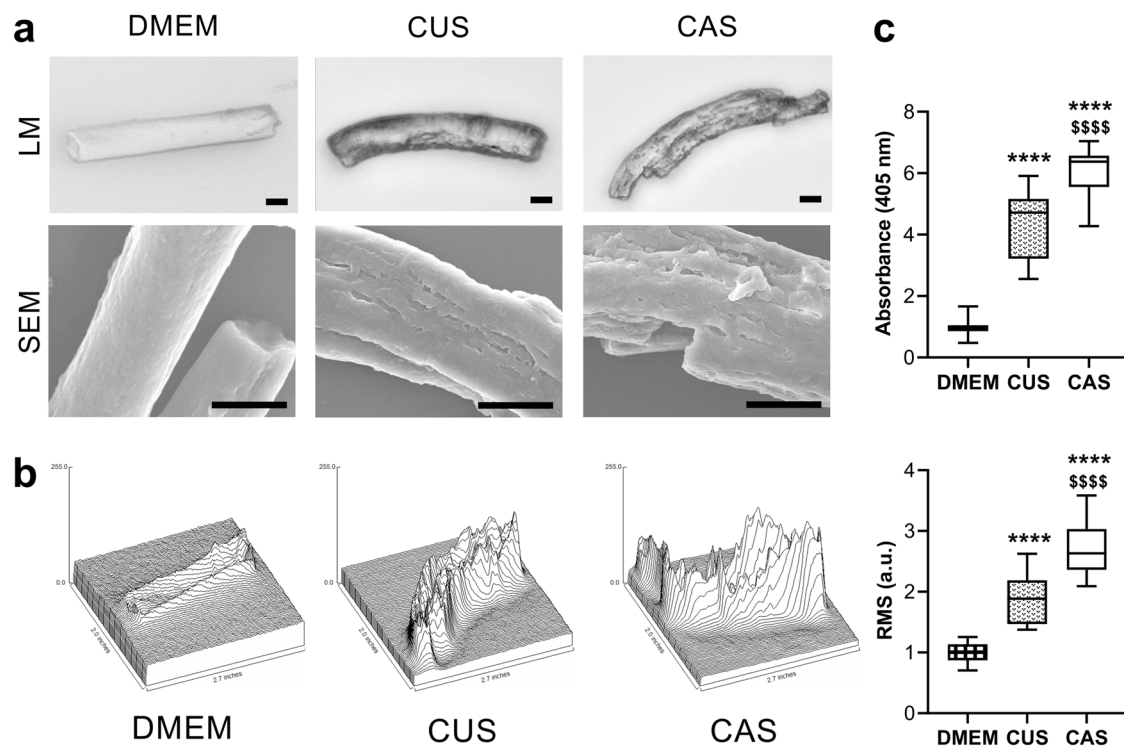 a
DMEM
CUS
CAS
LM
SEM
b
255.0
0.0
2.0 inches
2.7 inches
DMEM
255.0
0.0
2.0 inches
2.7 inches
CUS
255.0
0.0
2.0 inches
2.7 inches
CAS
c
Absorbance (405 nm)
8
6
4
2
0
****
****
$$$$
DMEM
CUS
CAS
RMS (a.u.)
4
3
2
1
0
****
****
$$$$
DMEM
CUS
CAS